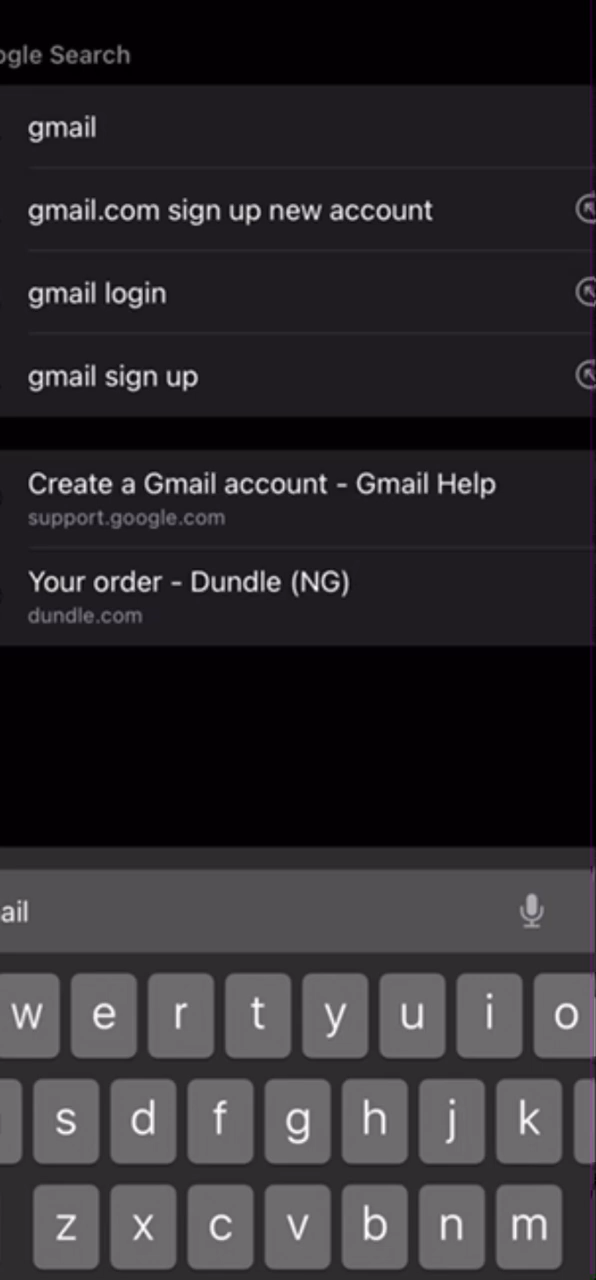 ogle Search
gmail
gmail.com sign up new account
gmail login
gmail sign up
Create a Gmail account - Gmail Help
support.google.com
Your order - Dundle (NG)
dundle.com
ail
w e r t y u i o
s d f g h j k
z x c v b n m